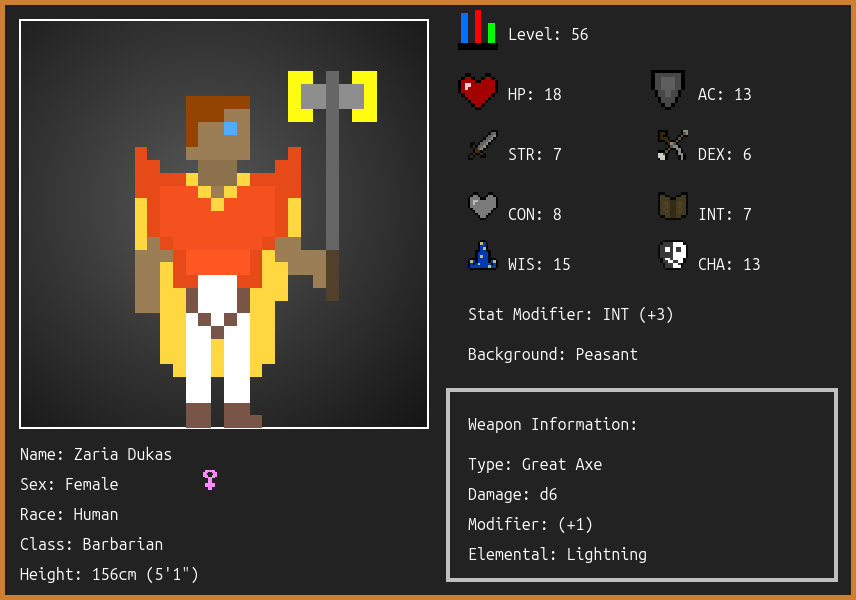 Level: 56
HP: 18
AC: 13
STR: 7
DEX: 6
CON: 8
INT: 7
WIS: 15
CHA: 13
Stat Modifier: INT (+3)
Background: Peasant
Weapon Information:
Type: Great Axe
Damage: d6
Modifier: (+1)
Elemental: Lightning
Name: Zaria Dukas
Sex: Female
Race: Human
Class: Barbarian
Height: 156cm (5'1")